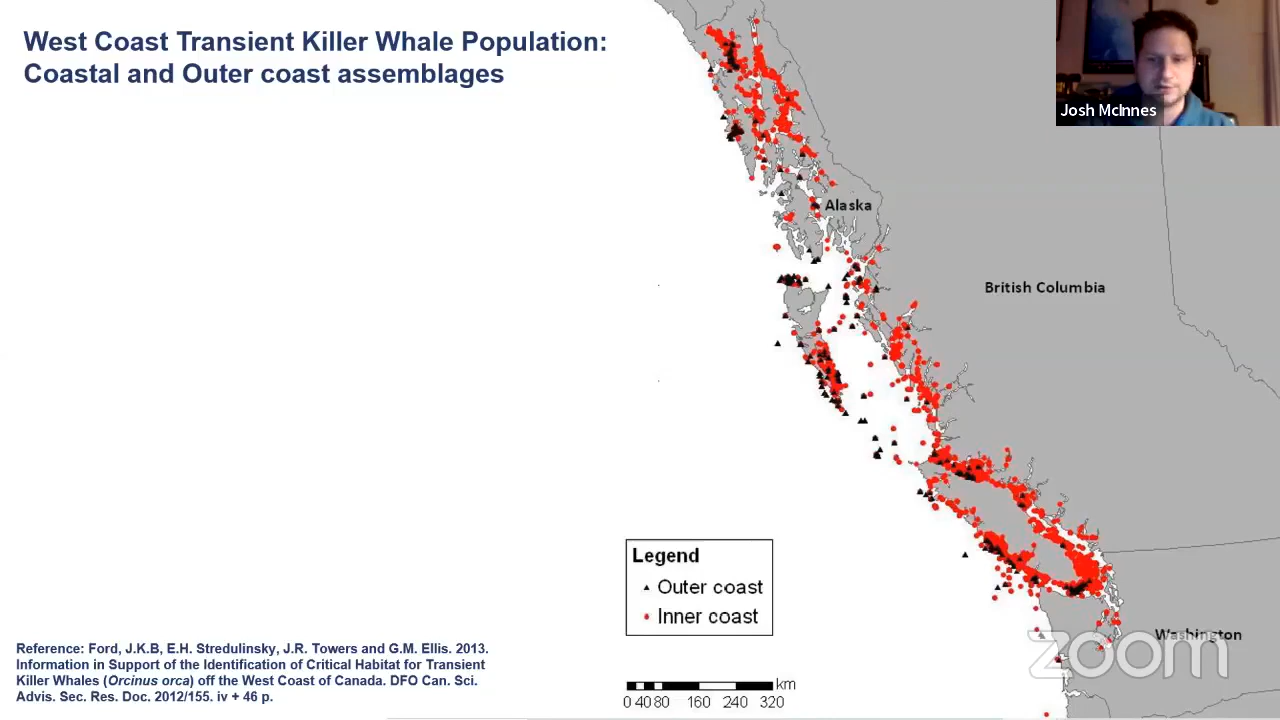 West Coast Transient Killer Whale Population:
Coastal and Outer coast assemblages
Josh McInnes
Alaska
British Columbia
Legend
Outer coast
Inner coast
Washington
zoom
km
0 40 80 160 240 320
Reference: Ford, J.K.B, E.H. Stredulinsky, J.R. Towers and G.M. Ellis. 2013.
Information in Support of the Identification of Critical Habitat for Transient
Killer Whales (Orcinus orca) off the West Coast of Canada. DFO Can. Sci.
Advis. Sec. Res. Doc. 2012/155. iv + 46 p.